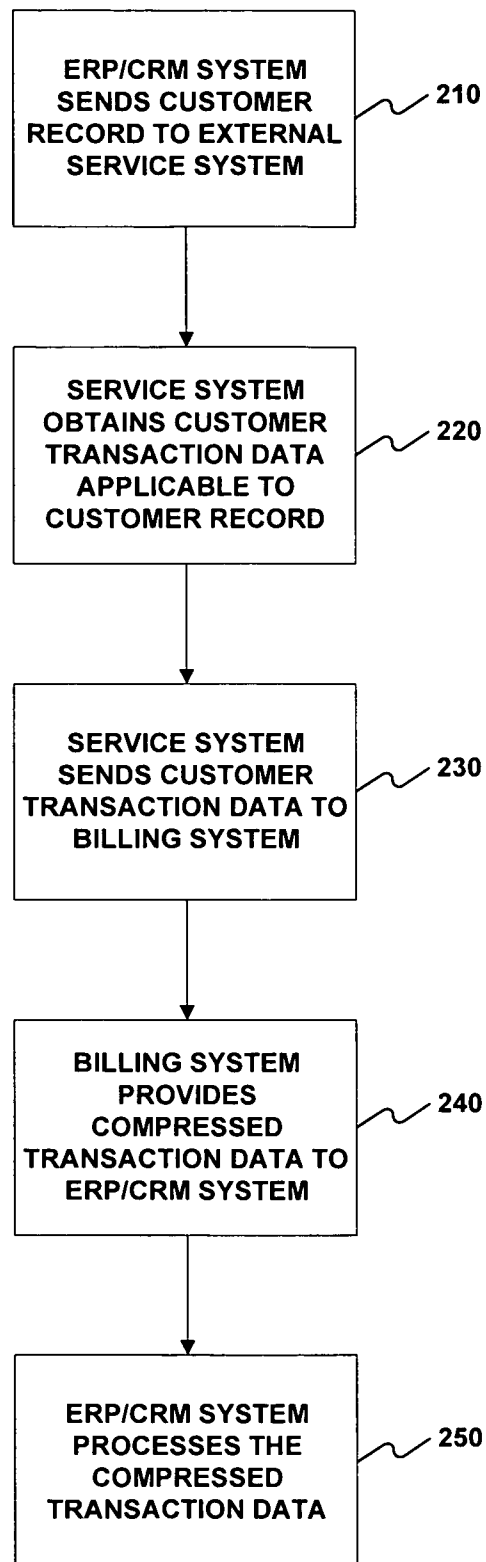 ERP/CRM SYSTEM
SENDS CUSTOMER
RECORD TO EXTERNAL
SERVICE SYSTEM
210
SERVICE SYSTEM
OBTAINS CUSTOMER
TRANSACTION DATA
APPLICABLE TO
CUSTOMER RECORD
220
SERVICE SYSTEM
SENDS CUSTOMER
TRANSACTION DATA TO
BILLING SYSTEM
230
BILLING SYSTEM
PROVIDES
COMPRESSED
TRANSACTION DATA TO
ERP/CRM SYSTEM
240
ERP/CRM SYSTEM
PROCESSES THE
COMPRESSED
TRANSACTION DATA
250